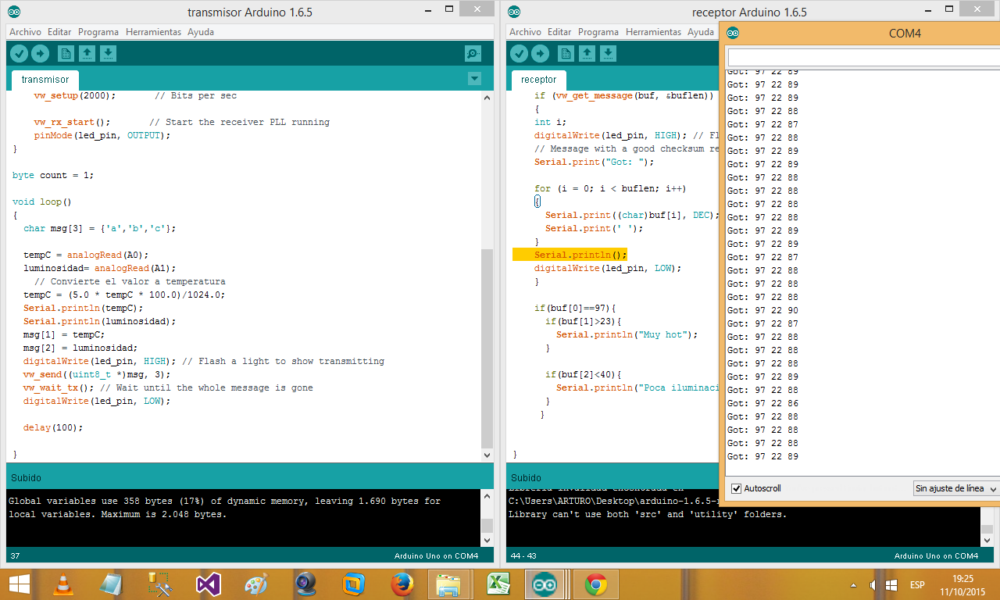 transmisor Arduino 1.6.5
Archivo Editar Programa Herramientas Ayuda
transmisor
vw_setup(2000); // Bits per sec
vw_rx_start(); // Start the receiver PLL running
pinMode(led_pin, OUTPUT);
}
byte count = 1;
void loop()
{
char msg[3] = {'a','b','c'};
tempC = analogRead(A0);
luminosidad= analogRead(A1);
// Convierte el valor a temperatura
tempC = (5.0 * tempC * 100.0)/1024.0;
Serial.println(tempC);
Serial.println(luminosidad);
msg[1] = tempC;
msg[2] = luminosidad;
digitalWrite(led_pin, HIGH); // Flash a light to show transmitting
vw_send((uint8_t *)msg, 3);
vw_wait_tx(); // Wait until the whole message is gone
digitalWrite(led_pin, LOW);
delay(100);
}
Subido
Global variables use 358 bytes (17%) of dynamic memory, leaving 1.690 bytes for
local variables. Maximum is 2.048 bytes.
37
Arduino Uno on COM4
receptor Arduino 1.6.5
Archivo Editar Programa Herramientas Ayuda
receptor
if (vw_get_message(buf, &buflen))
{
int i;
digitalWrite(led_pin, HIGH); // Fl
// Message with a good checksum re
Serial.print("Got: ");
for (i = 0; i < buflen; i++)
{
Serial.print((char)buf[i], DEC);
Serial.print(' ');
}
Serial.println();
digitalWrite(led_pin, LOW);
}
if(buf[0]==97){
if(buf[1]>23){
Serial.println("Muy hot");
}
if(buf[2]<40){
Serial.println("Poca iluminaci
}
}
}
Subido
Librería inválida encontrada en
C:\Users\ARTURO\Desktop\arduino-1.6.5-
Library can't use both 'src' and 'utility' folders.
44 - 43
Arduino Uno on COM4
COM4
Got: 97 22 89
Got: 97 22 89
Got: 97 22 89
Got: 97 22 88
Got: 97 22 87
Got: 97 22 88
Got: 97 22 89
Got: 97 22 89
Got: 97 22 88
Got: 97 22 88
Got: 97 22 88
Got: 97 22 88
Got: 97 22 89
Got: 97 22 89
Got: 97 22 87
Got: 97 22 88
Got: 97 22 88
Got: 97 22 88
Got: 97 22 90
Got: 97 22 87
Got: 97 22 88
Got: 97 22 88
Got: 97 22 88
Got: 97 22 89
Got: 97 22 88
Got: 97 22 86
Got: 97 22 88
Got: 97 22 88
Got: 97 22 88
Got: 97 22 89
Autoscroll
Sin ajuste de línea
ESP
19:25
11/10/2015